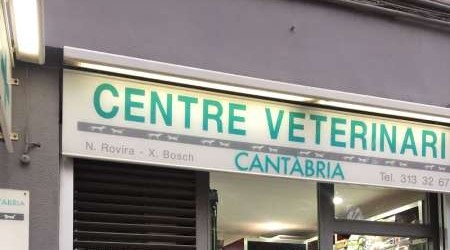 CENTRE VETERINARI
N. Rovira - X. Bosch
CANTABRIA
Tel. 313 32 67